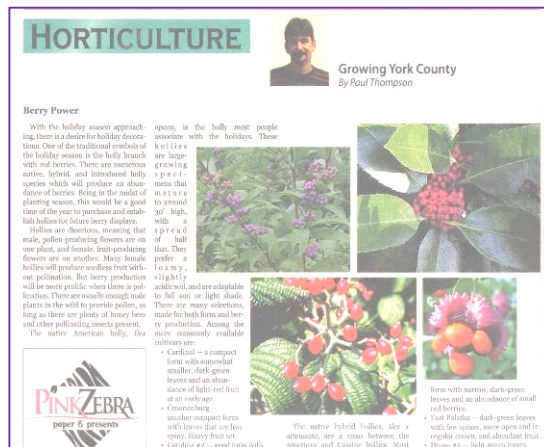 HORTICULTURE
Growing York County
By Paul Thompson
Berry Power
With the holiday season approach-
ing, there is a desire for holiday decora-
tions. One of the traditional symbols of
the holiday season is the holly branch
with red berries. There are numerous
native, hybrid, and introduced holly
species which will produce an abun-
dance of berries. Being in the midst of
planting season, this would be a good
time of the year to purchase and estab-
lish hollies for future berry displays.
Hollies are dioecious, meaning that
male, pollen-producing flowers are on
one plant, and female, fruit-producing
flowers are on another. Many female
hollies will produce seedless fruit with-
out pollination. But berry production
will be more prolific when there is pol-
lination. There are usually enough male
plants in the wild to provide pollen, as
long as there are plenty of honey bees
and other pollinating insects present.
The native American holly, Ilex
opaca, is the holly most people
associate with the holidays. These
hollies
are large-
growing
speci-
mens that
mature
to around
30' high,
with a
spread
of half
that. They
prefer a
loamy,
slightly
acidic soil, and are adaptable
to full sun or light shade.
There are many selections,
made for both form and ber-
ry production. Among the
more commonly available
cultivars are:
• Cardinal — a compact
form with somewhat
smaller, dark-green
leaves and an abun-
dance of light-red fruit
at an early age.
• Croonenburg —
another compact form
with leaves that are less
spiny. Heavy fruit set.
• Cardinal #2 — good form with
The native hybrid hollies, Ilex x
attenuata, are a cross between the
American and Cassine hollies. Most
form with narrow, dark-green
leaves and an abundance of small
red berries.
• East Palatka — dark-green leaves
with few spines, more open and ir-
regular crown, and abundant fruit.
light-green leaves
PINK ZEBRA
paper & presents